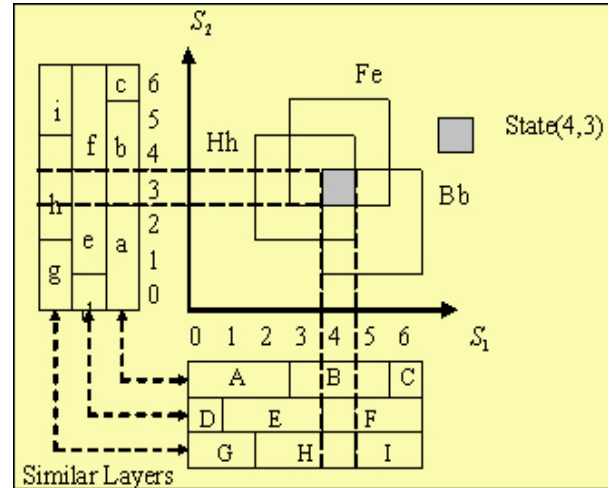 S2
Fe
State(4,3)
Hh
Bb
i
f
c
b
h
e
a
g
d
6
5
4
3
2
1
0
0 1 2 3 4 5 6
S1
A B C
D E F
G H I
Similar Layers